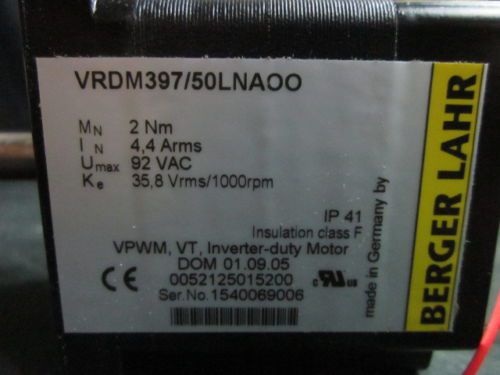 VRDM397/50LNAOO
MN 2 Nm
IN 4,4 Arms
Umax 92 VAC
Ke 35,8 Vrms/1000rpm
IP 41
Insulation class F
VPWM, VT, Inverter-duty Motor
DOM 01.09.05
0052125015200
Ser.No.1540069006
CE
c RU us
made in Germany by
BERGER LAHR